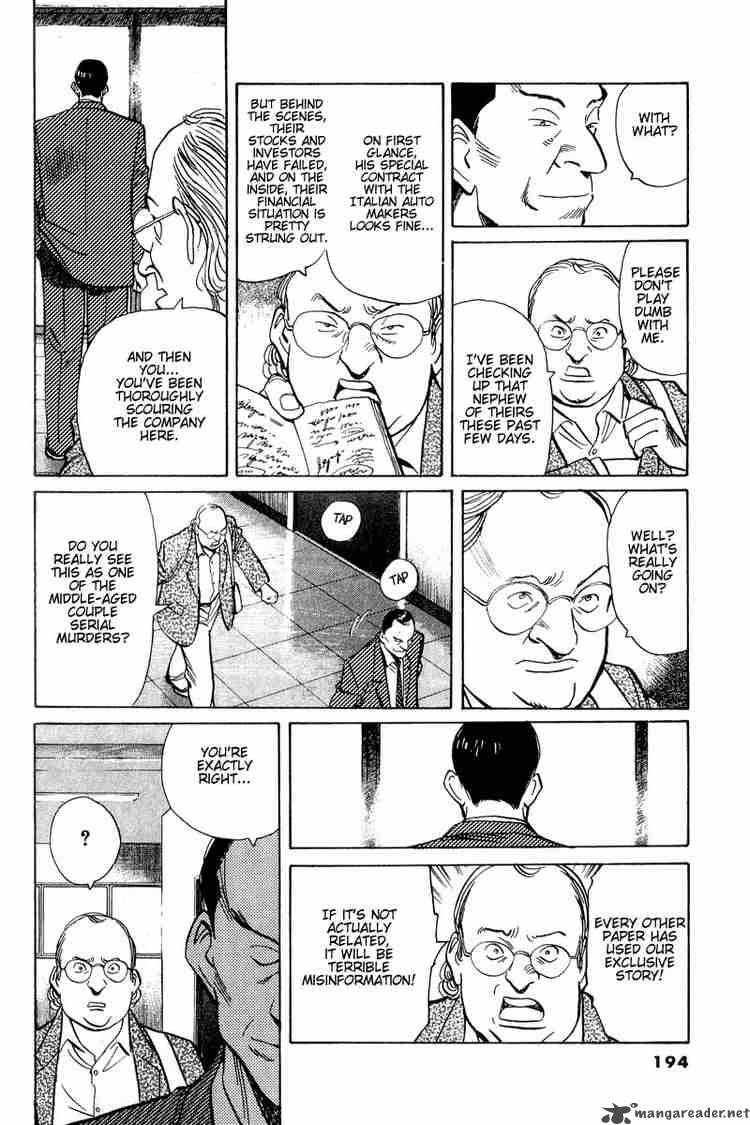 WITH
WHAT?
PLEASE
DON'T
PLAY
DUMB
WITH
ME.
I'VE BEEN
CHECKING
UP THAT
NEPHEW
OF THEIRS
THESE PAST
FEW DAYS.
ON FIRST
GLANCE,
HIS SPECIAL
CONTRACT
WITH THE
ITALIAN AUTO
MAKERS
LOOKS FINE...
BUT BEHIND
THE SCENES,
THEIR
STOCKS AND
INVESTORS
HAVE FAILED,
AND ON THE
INSIDE, THEIR
FINANCIAL
SITUATION IS
PRETTY
STRUNG OUT.
AND THEN
YOU...
YOU'VE BEEN
THOROUGHLY
SCOURING
THE COMPANY
HERE.
WELL?
WHAT'S
REALLY
GOING
ON?
TAP
TAP
DO YOU
REALLY SEE
THIS AS ONE
OF THE
MIDDLE-AGED
COUPLE
SERIAL
MURDERS?
EVERY OTHER
PAPER HAS
USED OUR
EXCLUSIVE
STORY!
IF IT'S NOT
ACTUALLY
RELATED,
IT WILL BE
TERRIBLE
MISINFORMATION!
YOU'RE
EXACTLY
RIGHT...
?
194
mangareader.net